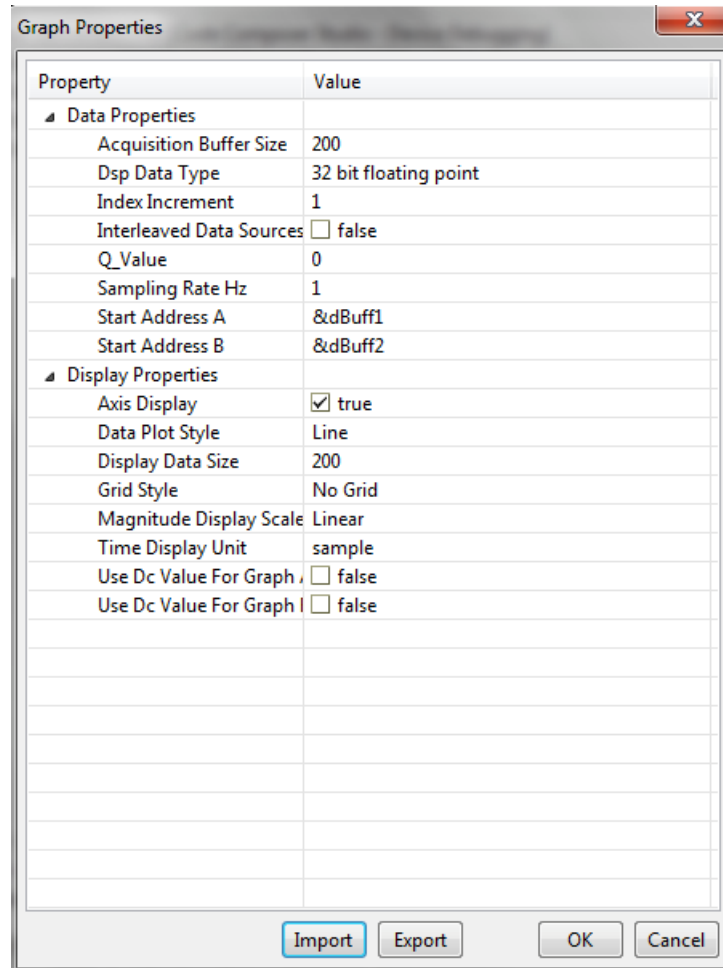 Graph Properties
Property Value
Data Properties
Acquisition Buffer Size 200
Dsp Data Type 32 bit floating point
Index Increment 1
Interleaved Data Sources false
Q_Value 0
Sampling Rate Hz 1
Start Address A &dBuff1
Start Address B &dBuff2
Display Properties
Axis Display true
Data Plot Style Line
Display Data Size 200
Grid Style No Grid
Magnitude Display Scale Linear
Time Display Unit sample
Use Dc Value For Graph false
Use Dc Value For Graph false
Import Export OK Cancel